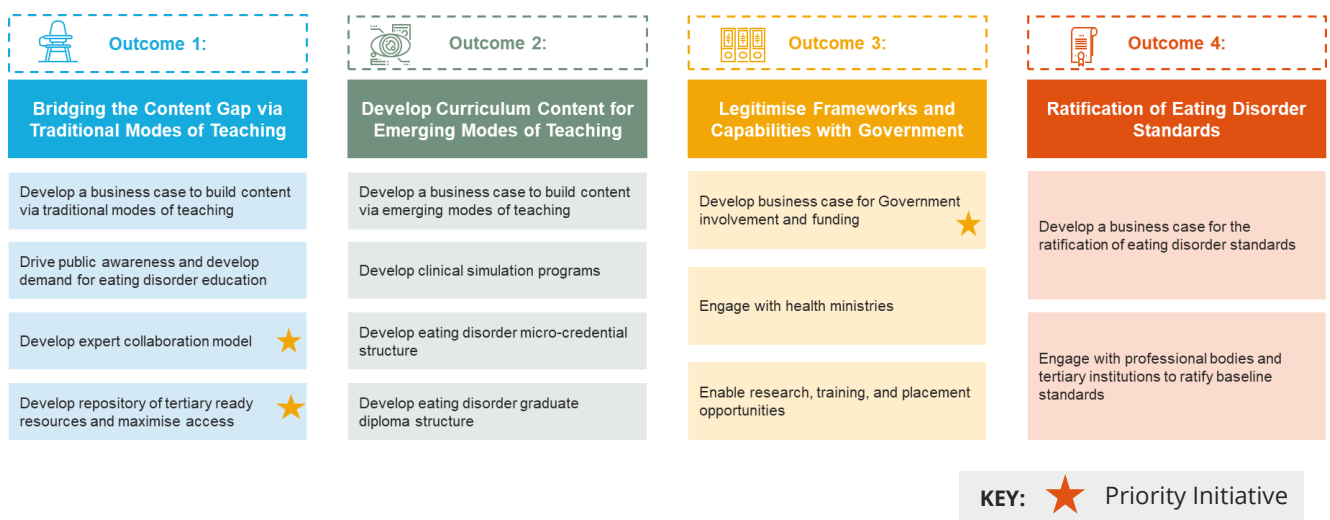 Outcome 1:
Bridging the Content Gap via
Traditional Modes of Teaching
Develop a business case to build content
via traditional modes of teaching
Drive public awareness and develop
demand for eating disorder education
Develop expert collaboration model
Develop repository of tertiary ready
resources and maximise access
Outcome 2:
Develop Curriculum Content for
Emerging Modes of Teaching
Develop a business case to build content
via emerging modes of teaching
Develop clinical simulation programs
Develop eating disorder micro-credential
structure
Develop eating disorder graduate
diploma structure
Outcome 3:
Legitimise Frameworks and
Capabilities with Government
Develop business case for Government
involvement and funding
Engage with health ministries
Enable research, training, and placement
opportunities
Outcome 4:
Ratification of Eating Disorder
Standards
Develop a business case for the
ratification of eating disorder standards
Engage with professional bodies and
tertiary institutions to ratify baseline
standards
KEY: Priority Initiative